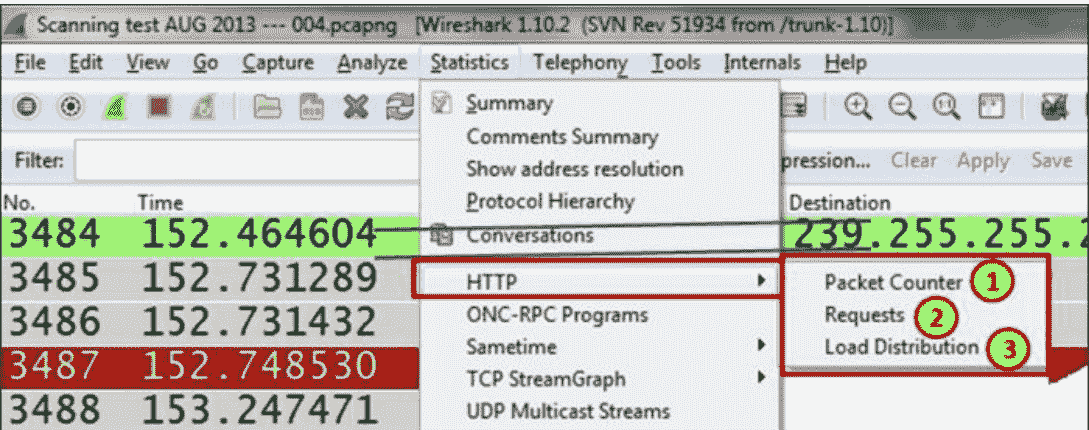 Scanning test AUG 2013 --- 004.pcapng [Wireshark 1.10.2 (SVN Rev 51934 from /trunk-1.10)]
File Edit View Go Capture Analyze Statistics Telephony Tools Internals Help
Filter: Clear Apply Save
No. Time Destination
3484 152.464604 239.255.255.2
3485 152.731289
3486 152.731432
3487 152.748530
3488 153.247471
Summary
Comments Summary
Show address resolution
Protocol Hierarchy
Conversations
HTTP
ONC-RPC Programs
Sametime
TCP StreamGraph
UDP Multicast Streams
Packet Counter 1
Requests 2
Load Distribution 3